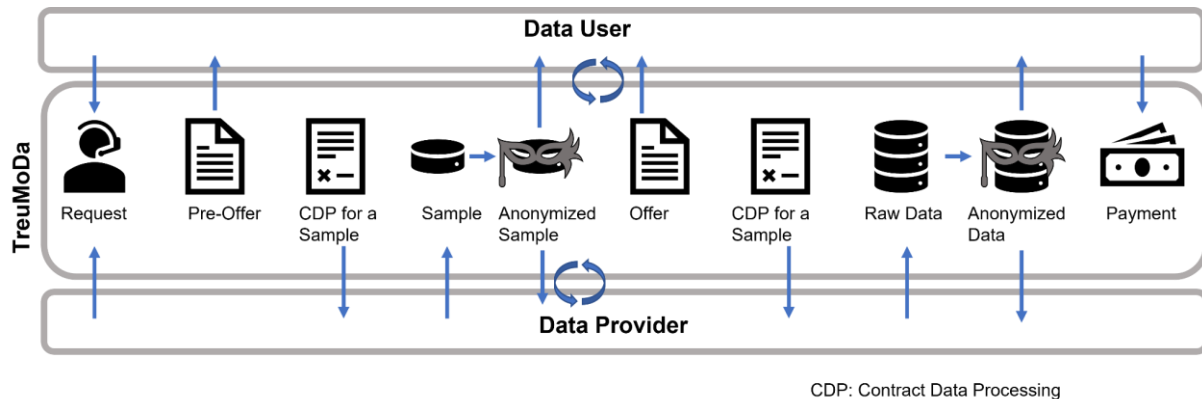 Data User
TreuMoDa
Request
Pre-Offer
CDP for a
Sample
Sample
Anonymized
Sample
Offer
CDP for a
Sample
Raw Data
Anonymized
Data
Payment
Data Provider
CDP: Contract Data Processing